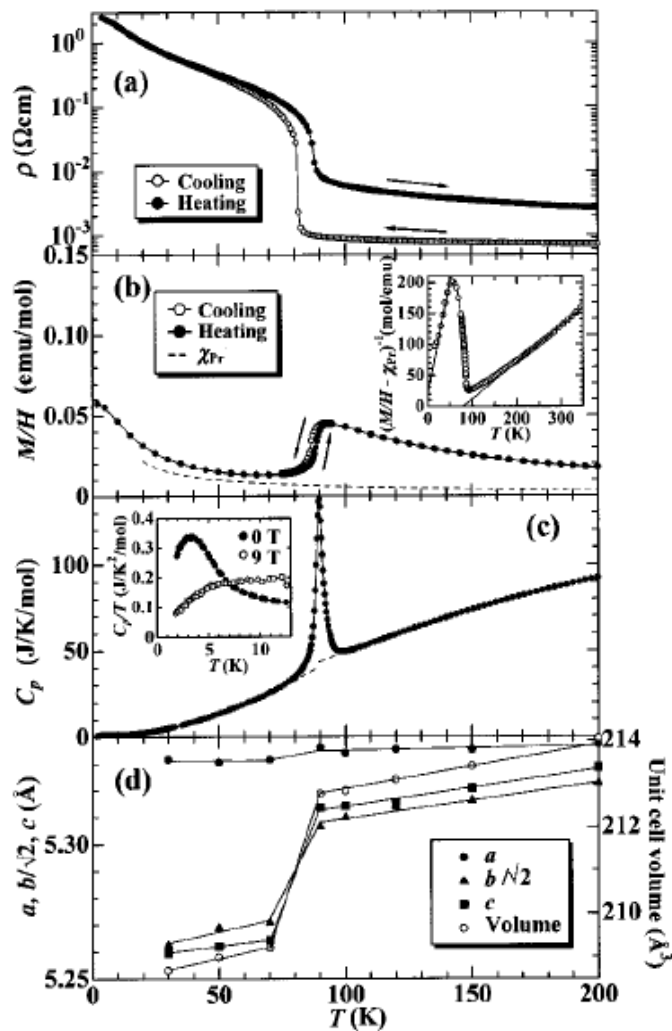 10⁰
10⁻¹
10⁻²
10⁻³
ρ (Ωcm)
(a)
Cooling
Heating
0.15
0.10
0.05
0
M/H (emu/mol)
(b)
Cooling
Heating
χPr
200
150
100
50
0
(M/H - χPr)⁻¹(mol/emu)
0 100 200 300
T (K)
100
50
0
Cp (J/K/mol)
(c)
0.4
0.3
0.2
0.1
0
Cp/T (J/K²/mol)
0 T
9 T
5 10
T (K)
5.30
5.25
a, b/√2, c (Å)
(d)
a
b/√2
c
Volume
214
212
210
209
Unit cell volume (Å³)
0 50 100 150 200
T (K)